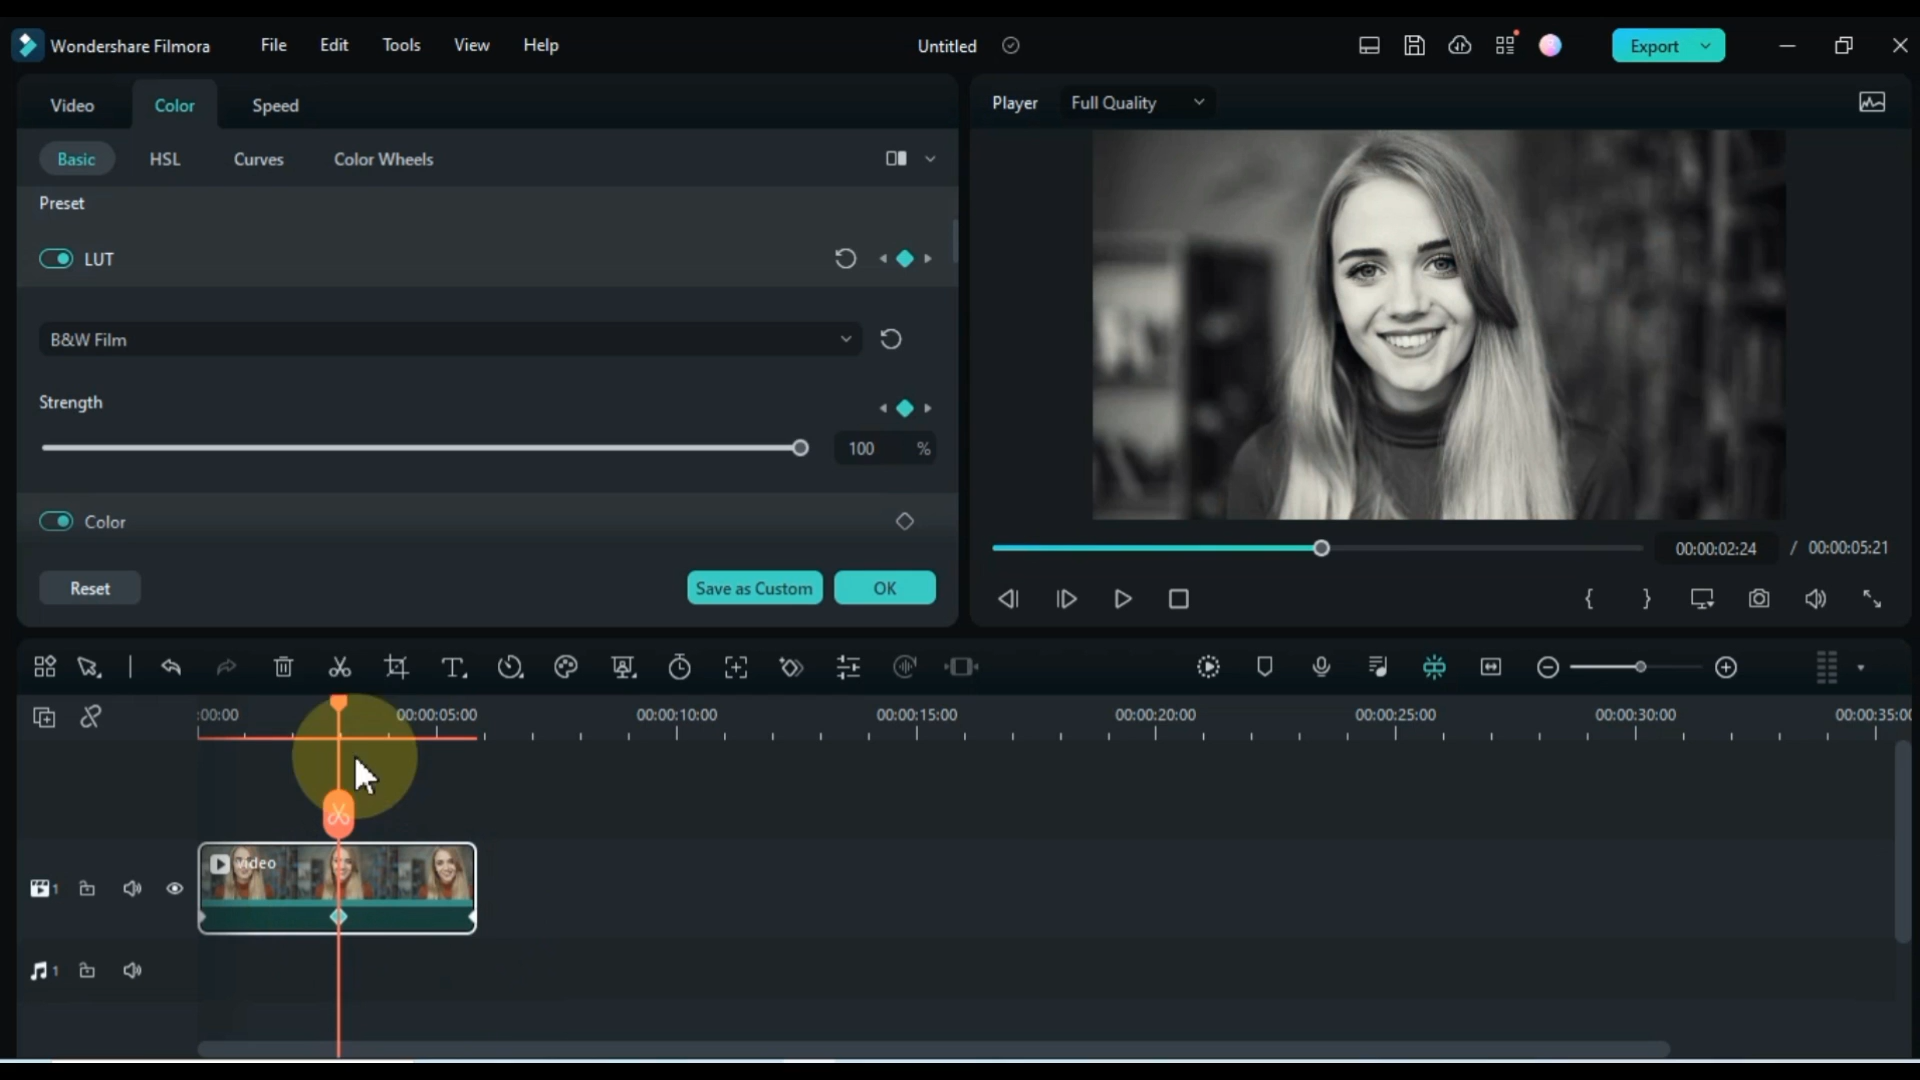 Wondershare Filmora File Edit Tools View Help Untitled Export
Video Color Speed
Player Full Quality
Basic HSL Curves Color Wheels
Preset
LUT
B&W Film
Strength
100 %
Color
00:00:02:24 / 00:00:05:21
Reset Save as Custom OK
:00:00 00:00:05:00 00:00:10:00 00:00:15:00 00:00:20:00 00:00:25:00 00:00:30:00 00:00:35:0
video
1
1